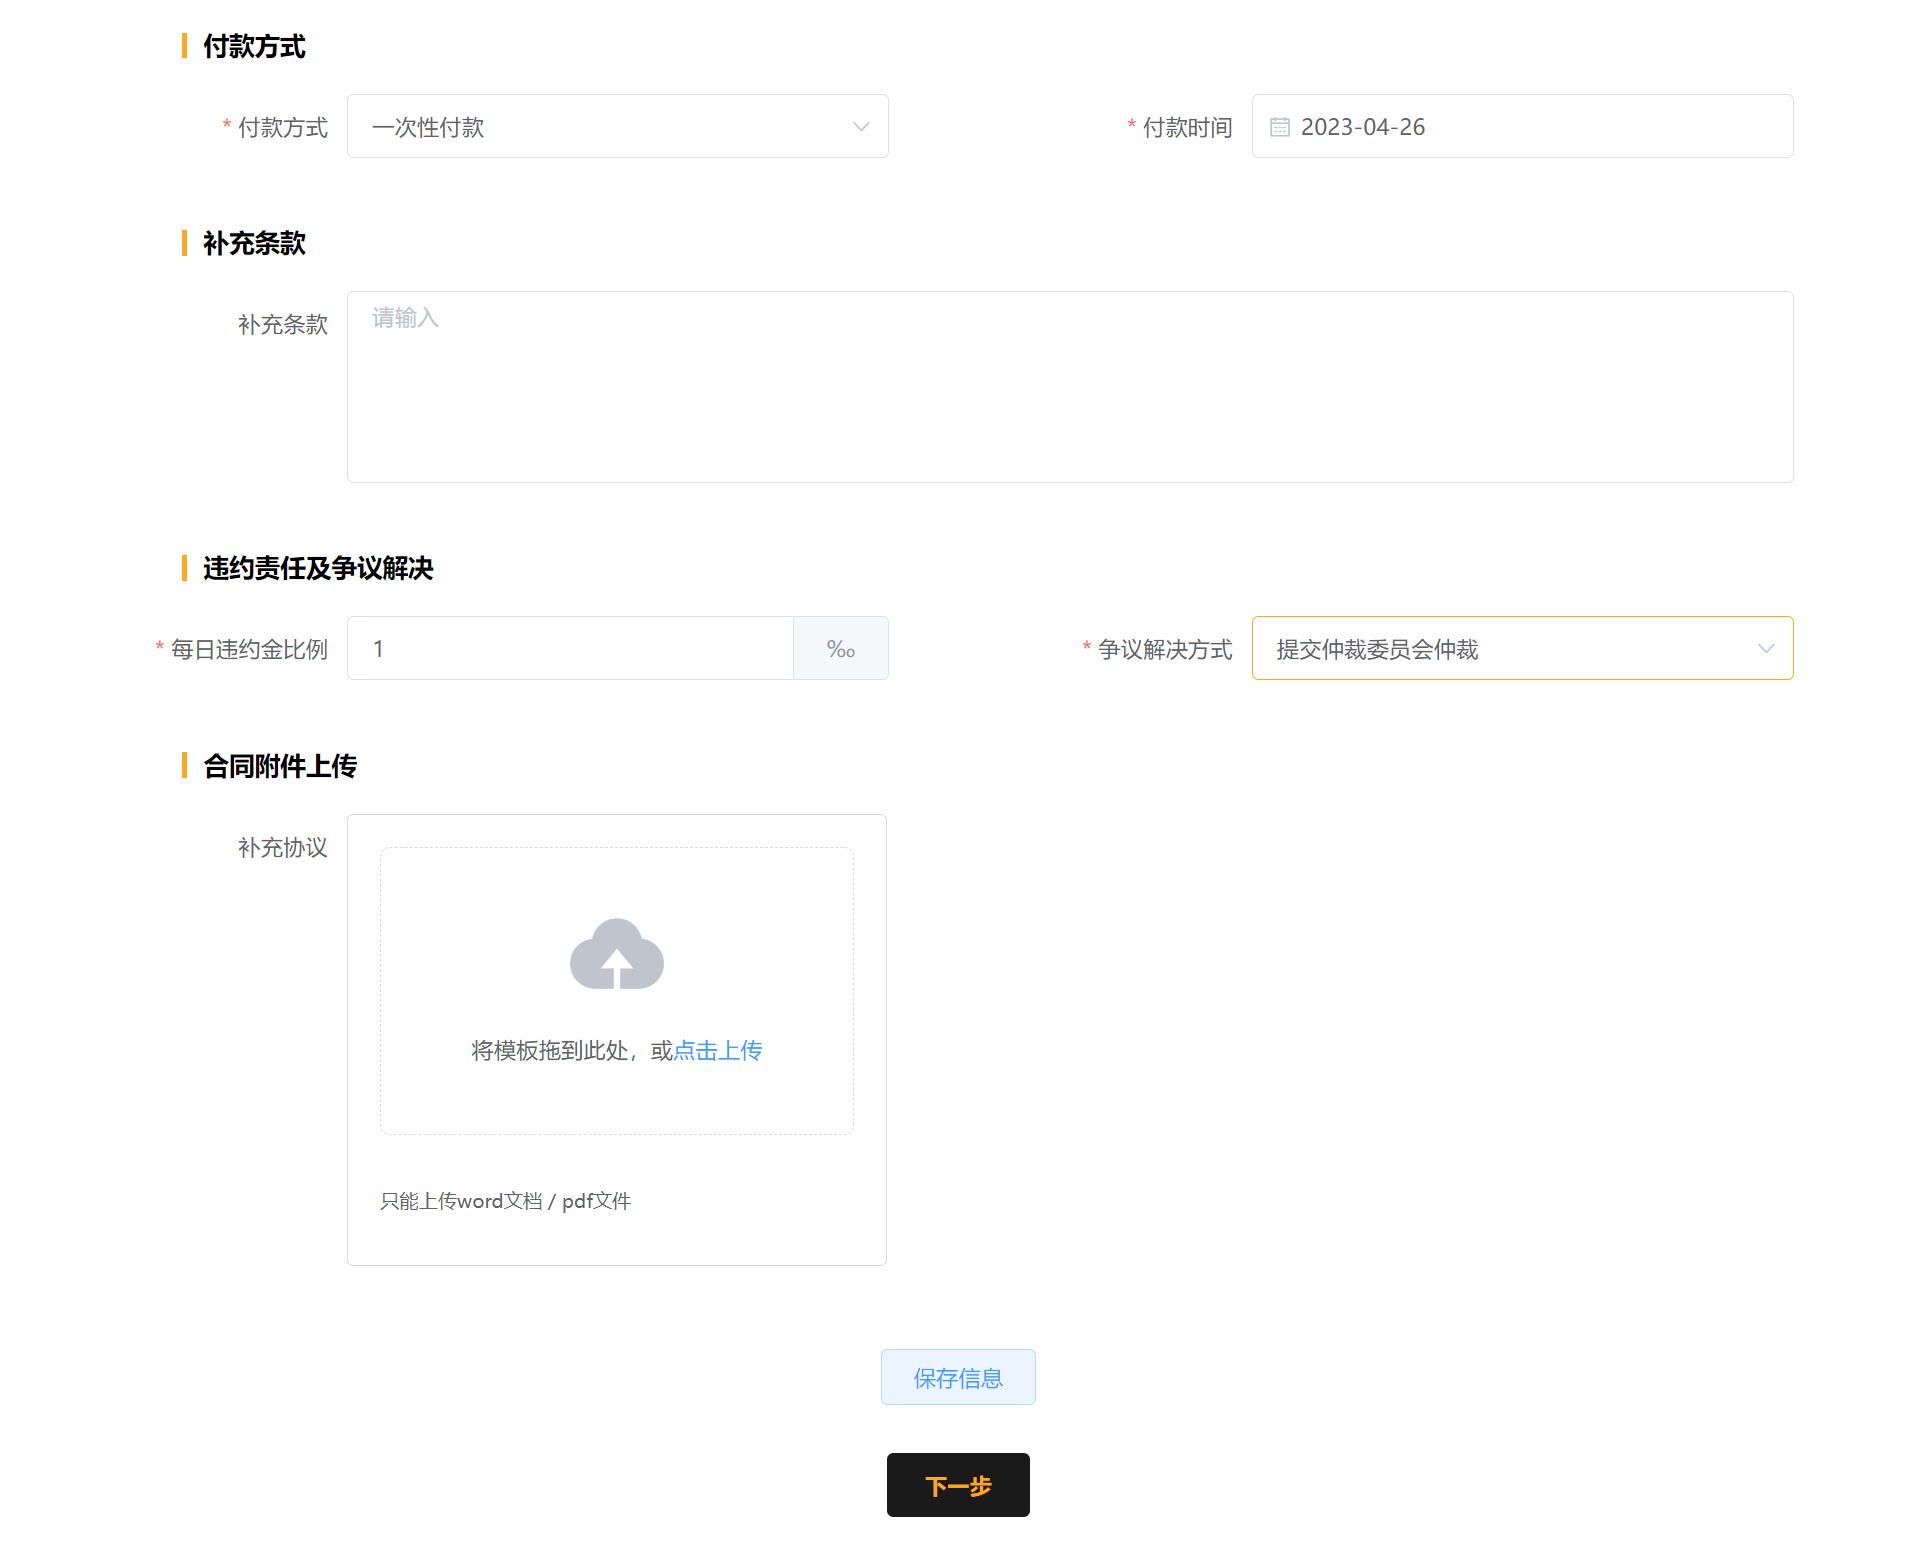 付款方式
* 付款方式 一次性付款 * 付款时间 2023-04-26
补充条款
补充条款 请输入
违约责任及争议解决
* 每日违约金比例 1 ‰ * 争议解决方式 提交仲裁委员会仲裁
合同附件上传
补充协议
将模板拖到此处，或点击上传
只能上传word文档 / pdf文件
保存信息
下一步